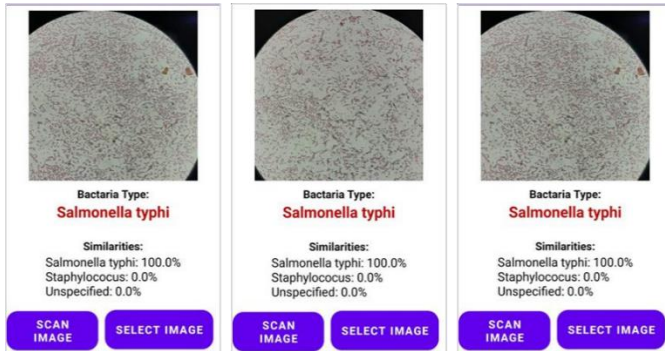 Bactaria Type:
Salmonella typhi
Similarities:
Salmonella typhi: 100.0%
Staphylococus: 0.0%
Unspecified: 0.0%
SCAN
IMAGE
SELECT IMAGE
Bactaria Type:
Salmonella typhi
Similarities:
Salmonella typhi: 100.0%
Staphylococus: 0.0%
Unspecified: 0.0%
SCAN
IMAGE
SELECT IMAGE
Bactaria Type:
Salmonella typhi
Similarities:
Salmonella typhi: 100.0%
Staphylococus: 0.0%
Unspecified: 0.0%
SCAN
IMAGE
SELECT IMAGE